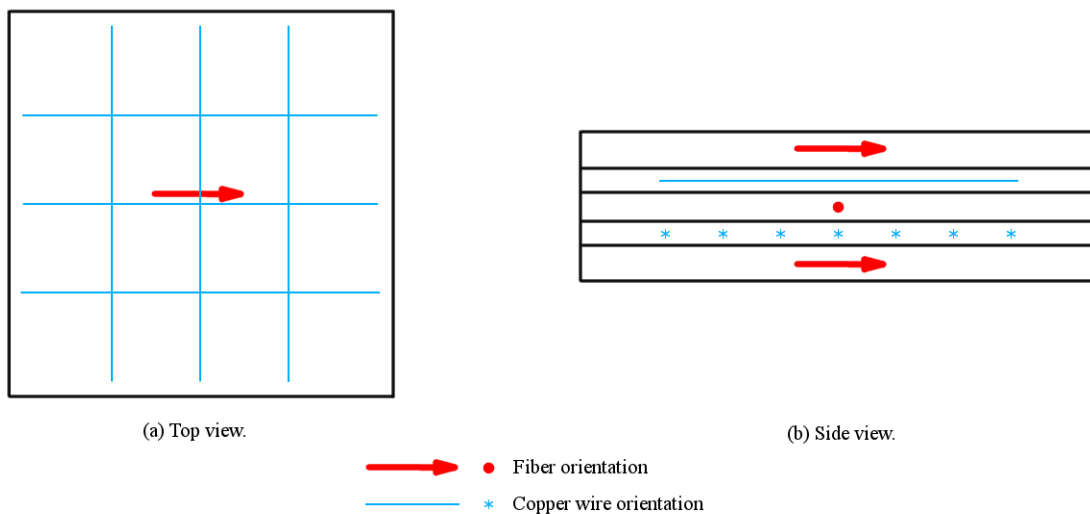 (a) Top view.
(b) Side view.
Fiber orientation
Copper wire orientation